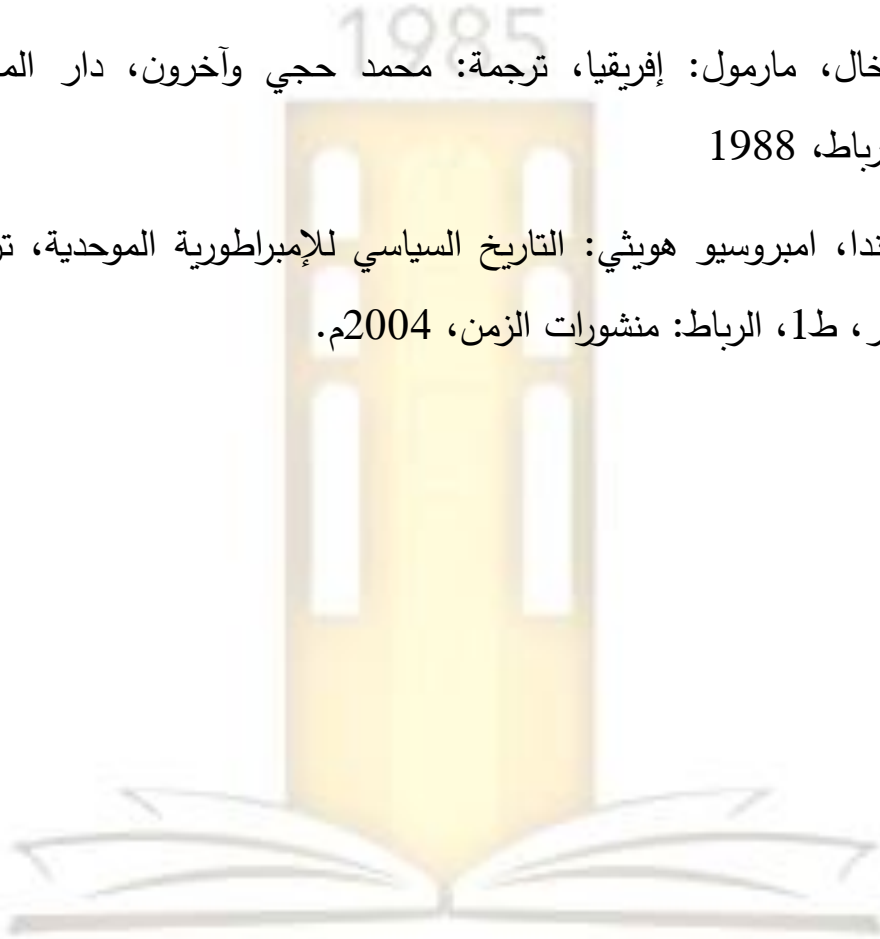 1985
خال، مارمول: إفريقيا، ترجمة: محمد حجي وآخرون، دار الم
رباط، 1988
ندا، امبروسيو هويثي: التاريخ السياسي للإمبراطورية الموحدية، تر
ر، ط1، الرباط: منشورات الزمن، 2004م.